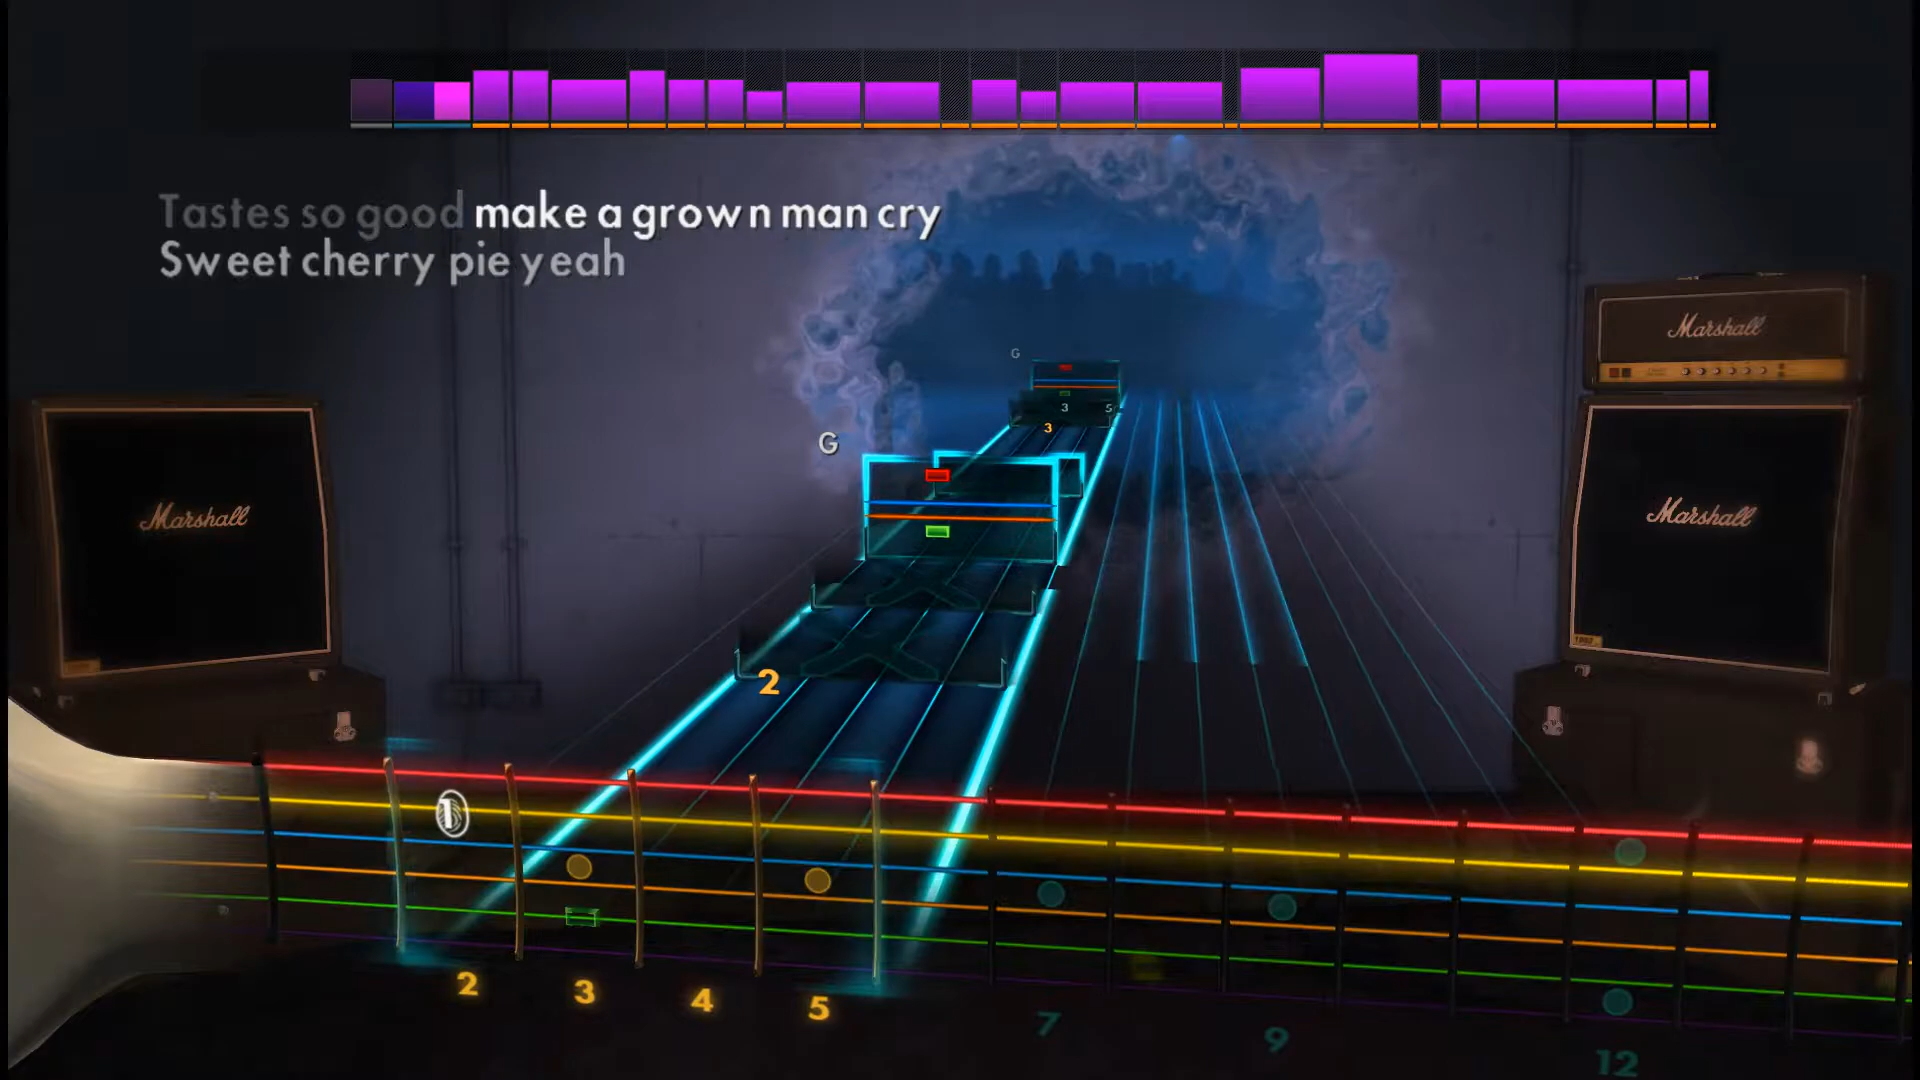 Tastes so good make a grown man cry
Sweet cherry pie yeah
Marshall
G
3 5
3
G
Marshall
Marshall
2
1
2 3 4 5 7 9 12